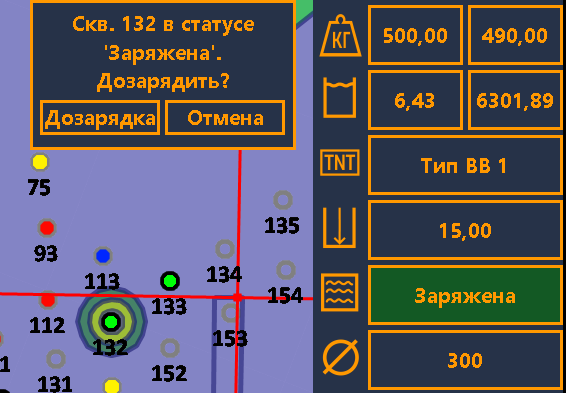 Скв. 132 в статусе
'Заряжена'.
Дозарядить?
Дозарядка Отмена
75
93
113
112
132
131
133
152
134
135
154
153
1
КГ 500,00 490,00
6,43 6301,89
TNT Тип ВВ 1
15,00
Заряжена
300